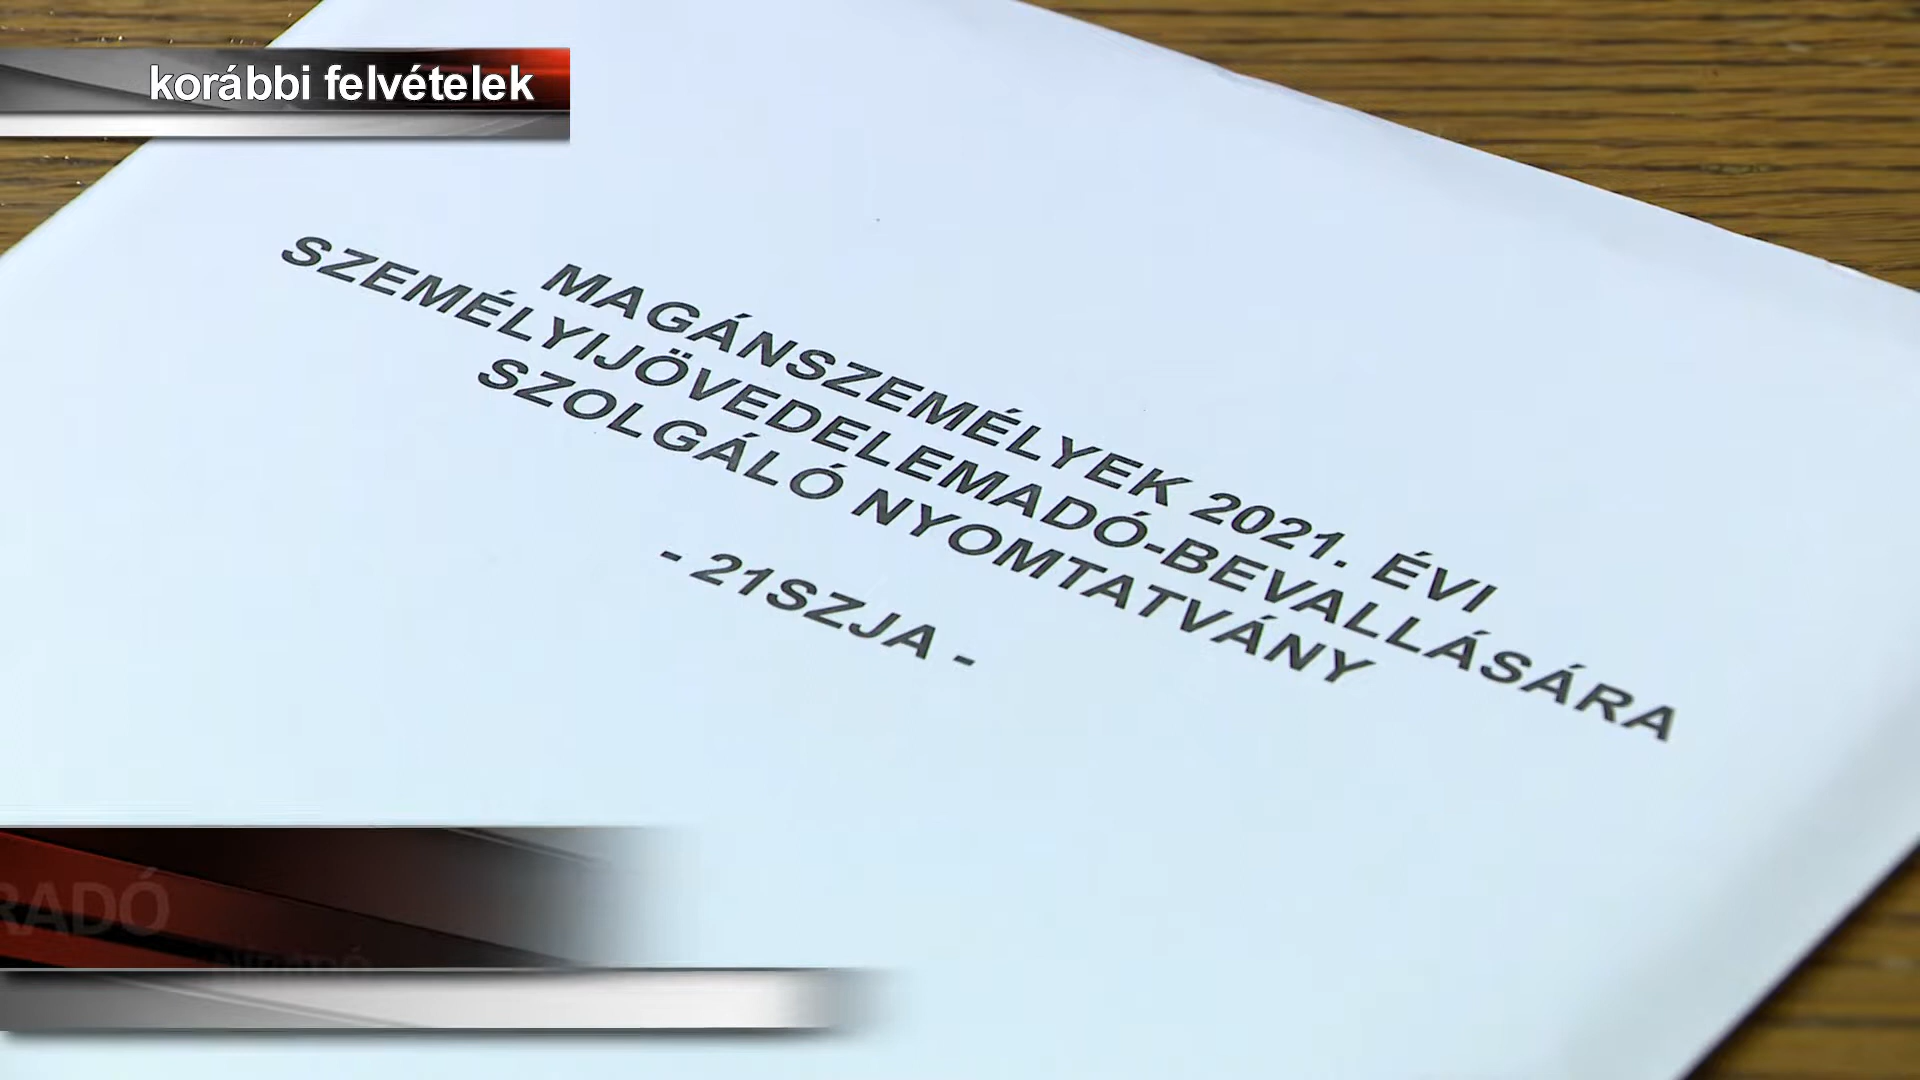 korábbi felvételek
MAGÁNSZEMÉLYEK 2021. ÉVI
SZEMÉLYIJÖVEDELEMADÓ-BEVALLÁSÁRA
SZOLGÁLÓ NYOMTATVÁNY
- 21SZJA -